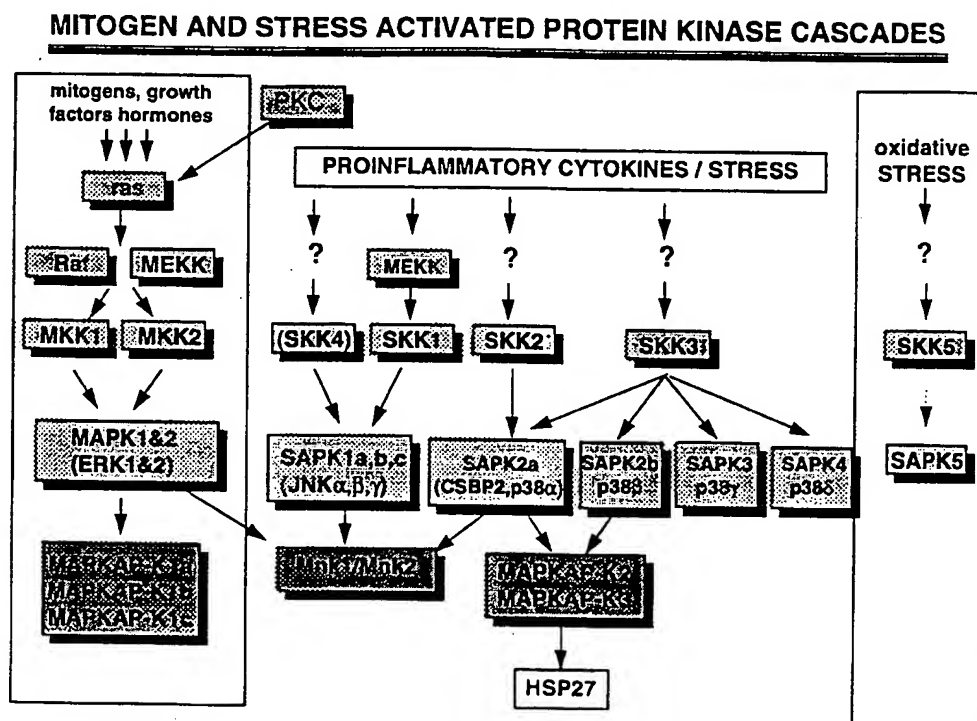 MITOGEN AND STRESS ACTIVATED PROTEIN KINASE CASCADES
mitogens, growth
factors hormones
PKC
ras
Raf
MEKK
MKK1
MKK2
MAPK1&2
(ERK1&2)
MAPKAP-K1a
MAPKAP-K1b
MAPKAP-K1c
PROINFLAMMATORY CYTOKINES / STRESS
?
MEKK
?
?
(SKK4)
SKK1
SKK2
SKK3
SAPK1a,b,c
(JNKα,β,γ)
SAPK2a
(CSBP2,p38α)
SAPK2b
p38β
SAPK3
p38γ
SAPK4
p38δ
Mnk1/Mnk2
MAPKAP-K2
MAPKAP-K3
HSP27
oxidative
STRESS
?
SKK5
SAPK5